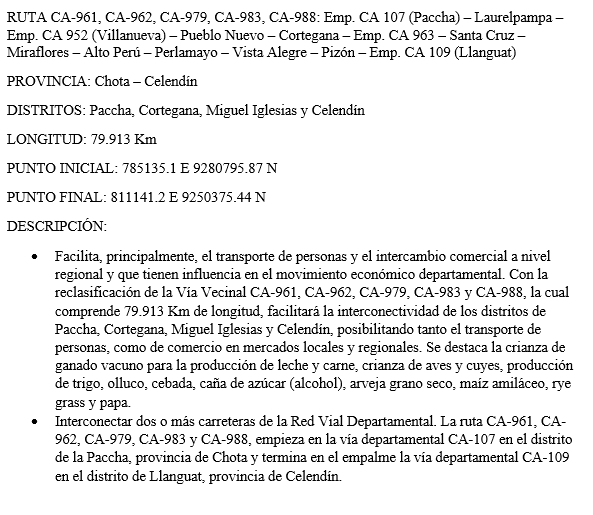 RUTA CA-961, CA-962, CA-979, CA-983, CA-988: Emp. CA 107 (Paccha) – Laurelpampa –
Emp. CA 952 (Villanueva) – Pueblo Nuevo – Cortegana – Emp. CA 963 – Santa Cruz –
Miraflores – Alto Perú – Perlamayo – Vista Alegre – Pizón – Emp. CA 109 (Llanguat)
PROVINCIA: Chota – Celendín
DISTRITOS: Paccha, Cortegana, Miguel Iglesias y Celendín
LONGITUD: 79.913 Km
PUNTO INICIAL: 785135.1 E 9280795.87 N
PUNTO FINAL: 811141.2 E 9250375.44 N
DESCRIPCIÓN:
• Facilita, principalmente, el transporte de personas y el intercambio comercial a nivel
regional y que tienen influencia en el movimiento económico departamental. Con la
reclasificación de la Vía Vecinal CA-961, CA-962, CA-979, CA-983 y CA-988, la cual
comprende 79.913 Km de longitud, facilitará la interconectividad de los distritos de
Paccha, Cortegana, Miguel Iglesias y Celendín, posibilitando tanto el transporte de
personas, como de comercio en mercados locales y regionales. Se destaca la crianza de
ganado vacuno para la producción de leche y carne, crianza de aves y cuyes, producción
de trigo, olluco, cebada, caña de azúcar (alcohol), arveja grano seco, maíz amiláceo, rye
grass y papa.
• Interconectar dos o más carreteras de la Red Vial Departamental. La ruta CA-961, CA-
962, CA-979, CA-983 y CA-988, empieza en la vía departamental CA-107 en el distrito
de la Paccha, provincia de Chota y termina en el empalme la vía departamental CA-109
en el distrito de Llanguat, provincia de Celendín.